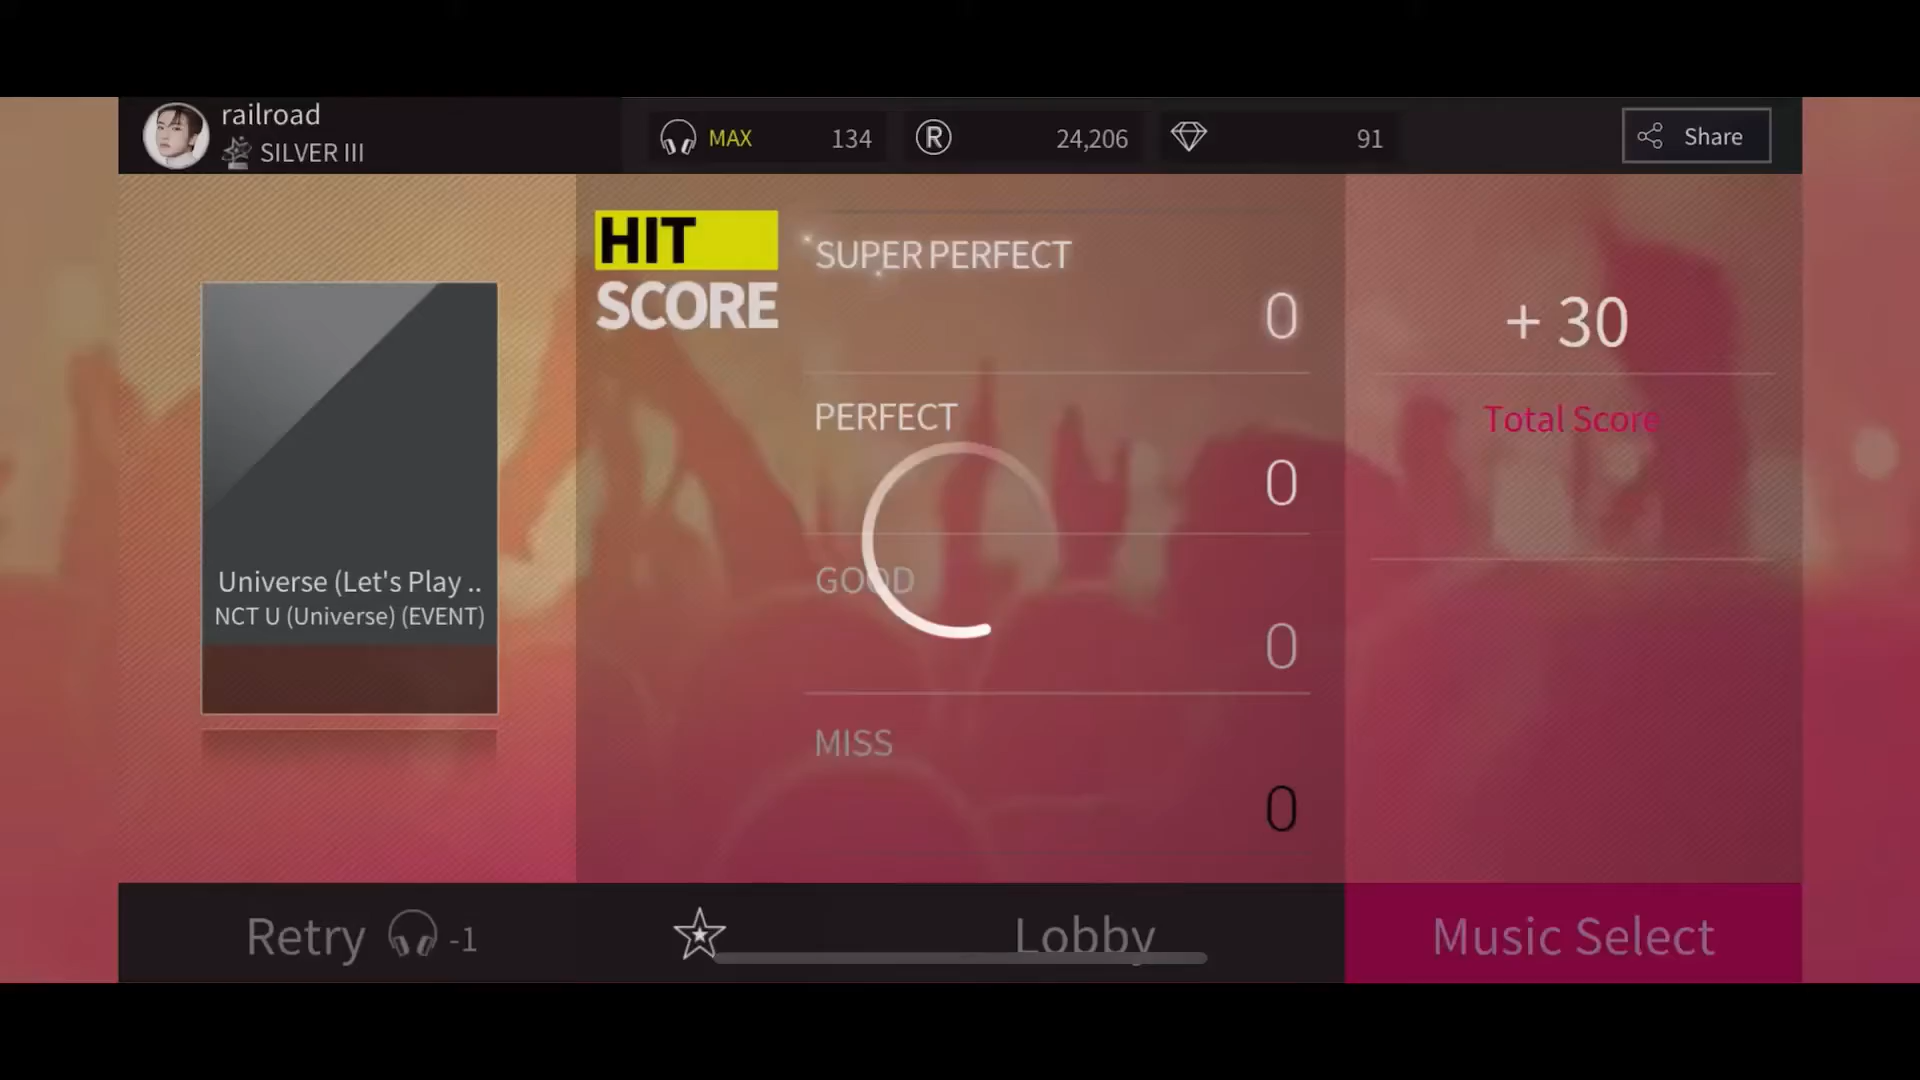 railroad
SILVER III
MAX 134
R 24,206
91
Share
HIT
SCORE
SUPER PERFECT
0
PERFECT
0
GOOD
0
MISS
0
+ 30
Total Score
Universe (Let's Play ..
NCT U (Universe) (EVENT)
Retry -1
Lobby
Music Select